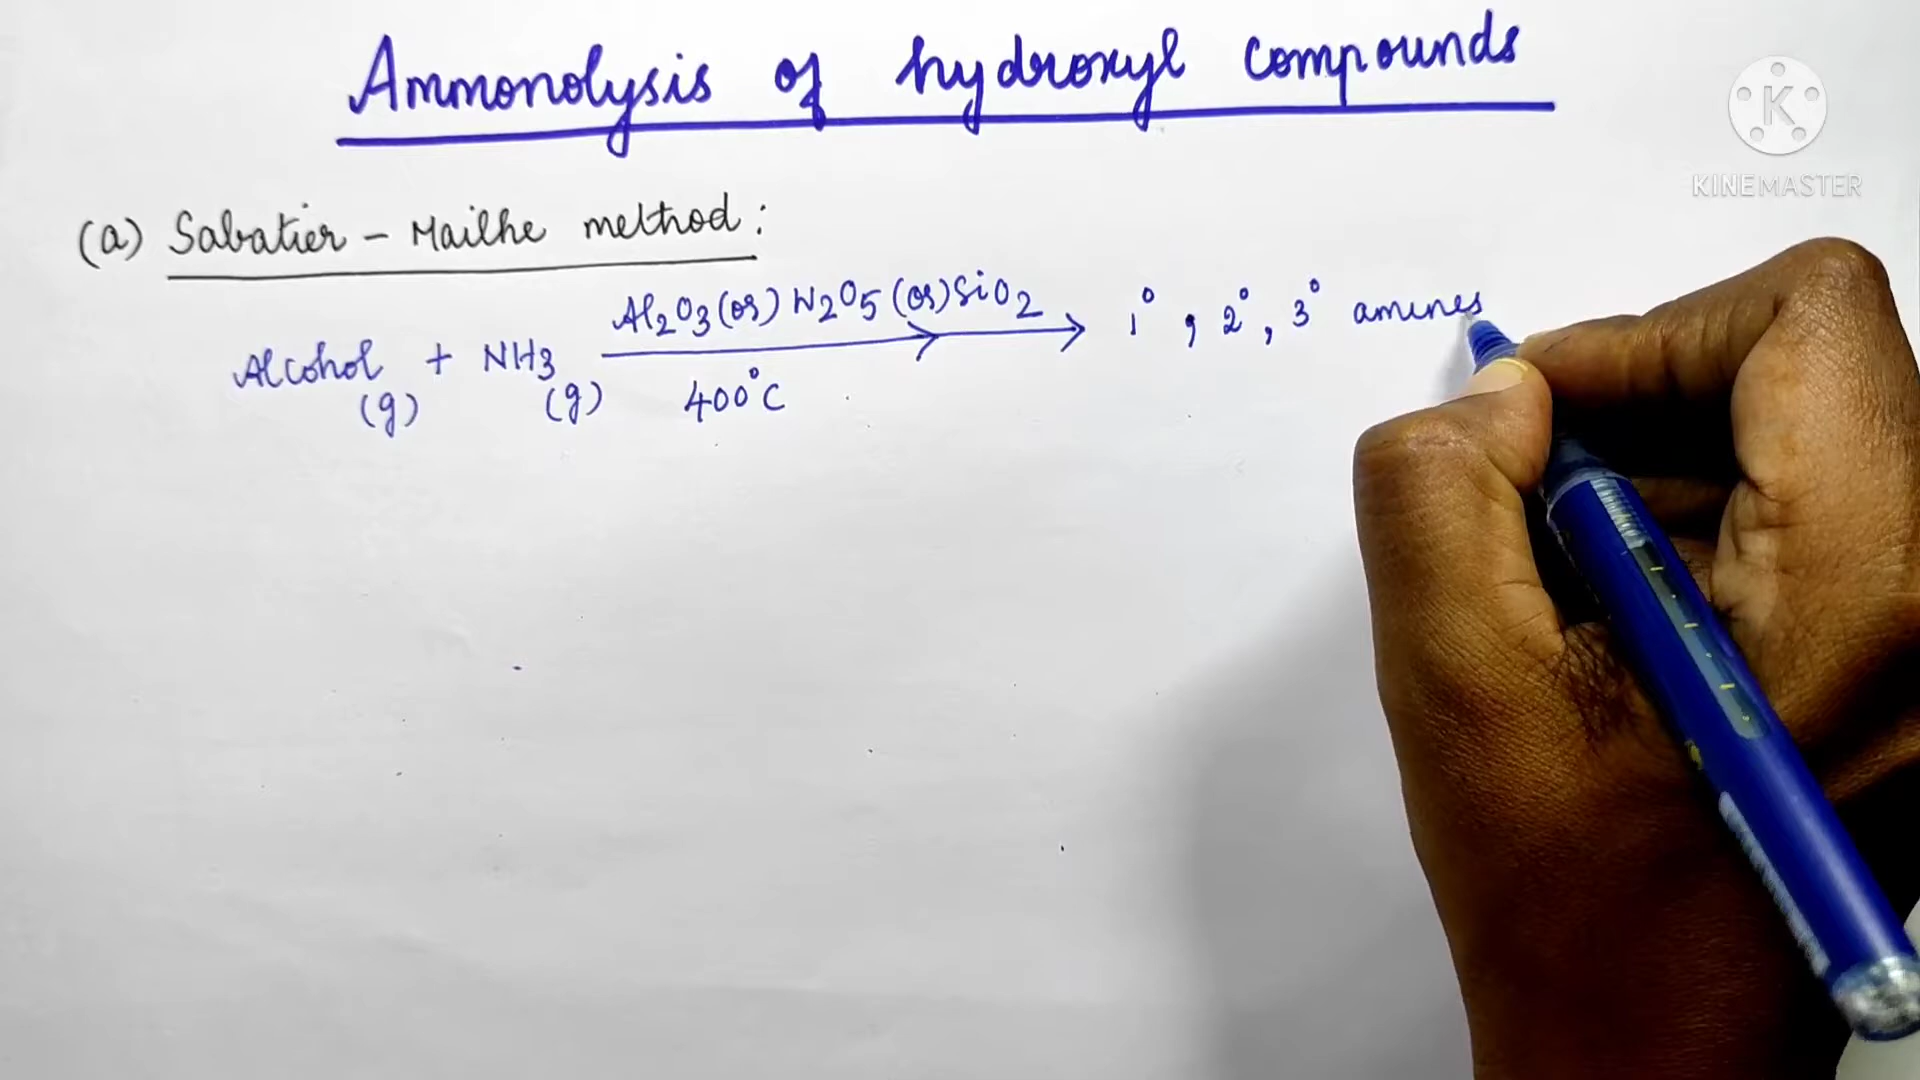 Ammonolysis of hydroxyl compounds
KINEMASTER
(a) Sabatier - Mailhe method :
Al2O3 (or) W2O5 (or) SiO2
Alcohol + NH3 1°, 2°, 3° amines
(g) (g) 400°C